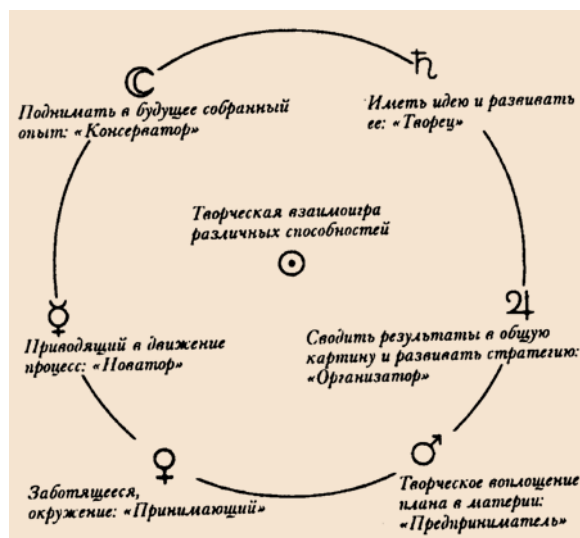 Поднимать в будущее собранный
опыт: «Консерватор»
Иметь идею и развивать
ее: «Творец»
Творческая взаимоигра
различных способностей
Приводящий в движение
процесс: «Новатор»
Сводить результаты в общую
картину и развивать стратегию:
«Организатор»
Заботящееся,
окружение: «Принимающий»
Творческое воплощение
плана в материи:
«Предприниматель»